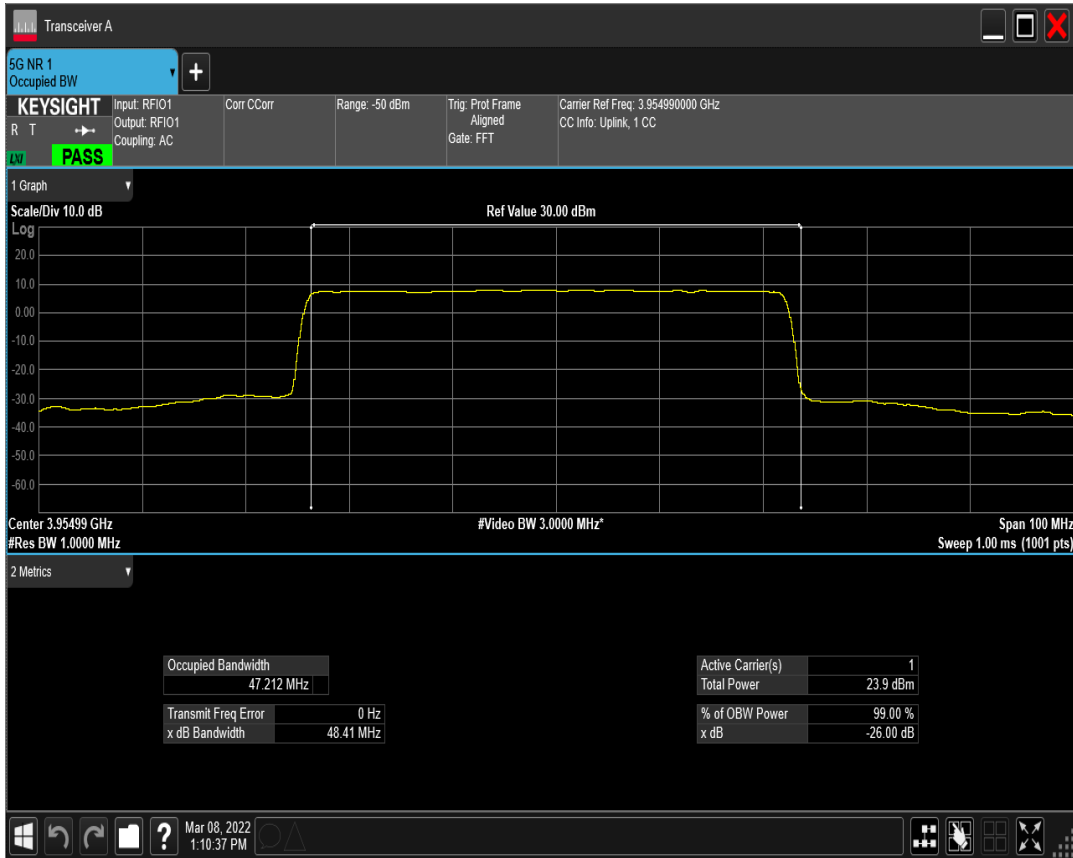 Transceiver A
5G NR 1
Occupied BW
+
KEYSIGHT
R T
LXI
PASS
Input: RFIO1
Output: RFIO1
Coupling: AC
Corr CCorr
Range: -50 dBm
Trig: Prot Frame
Aligned
Gate: FFT
Carrier Ref Freq: 3.954990000 GHz
CC Info: Uplink, 1 CC
1 Graph
Scale/Div 10.0 dB
Ref Value 30.00 dBm
Log
20.0
10.0
0.00
-10.0
-20.0
-30.0
-40.0
-50.0
-60.0
Center 3.95499 GHz
#Video BW 3.0000 MHz*
Span 100 MHz
#Res BW 1.0000 MHz
Sweep 1.00 ms (1001 pts)
2 Metrics
Occupied Bandwidth
47.212 MHz
Transmit Freq Error 0 Hz
x dB Bandwidth 48.41 MHz
Active Carrier(s) 1
Total Power 23.9 dBm
% of OBW Power 99.00 %
x dB -26.00 dB
?
Mar 08, 2022
1:10:37 PM